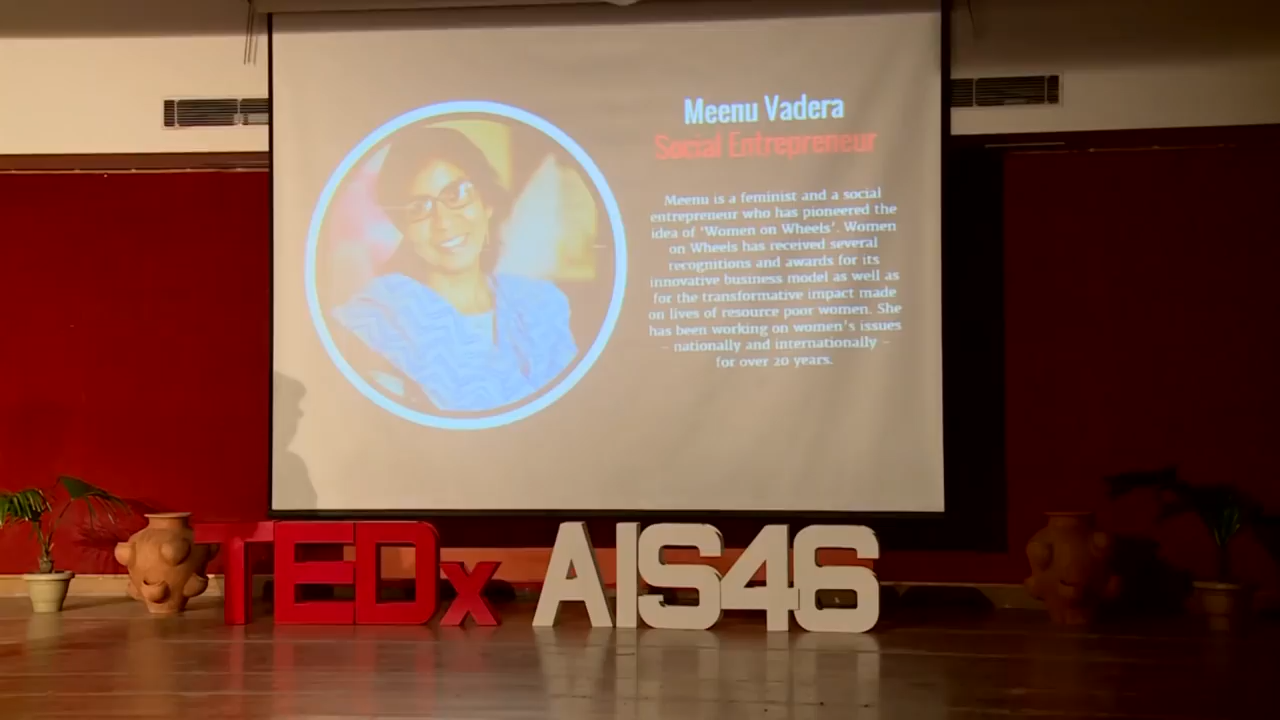 Meenu Vadera
Social Entrepreneur
Meenu is a feminist and a social
entrepreneur who has pioneered the
idea of 'Women on Wheels'. Women
on Wheels has received several
recognitions and awards for its
innovative business model as well as
for the transformative impact made
on lives of resource poor women. She
has been working on women's issues
– nationally and internationally –
for over 20 years.
TEDx AIS46